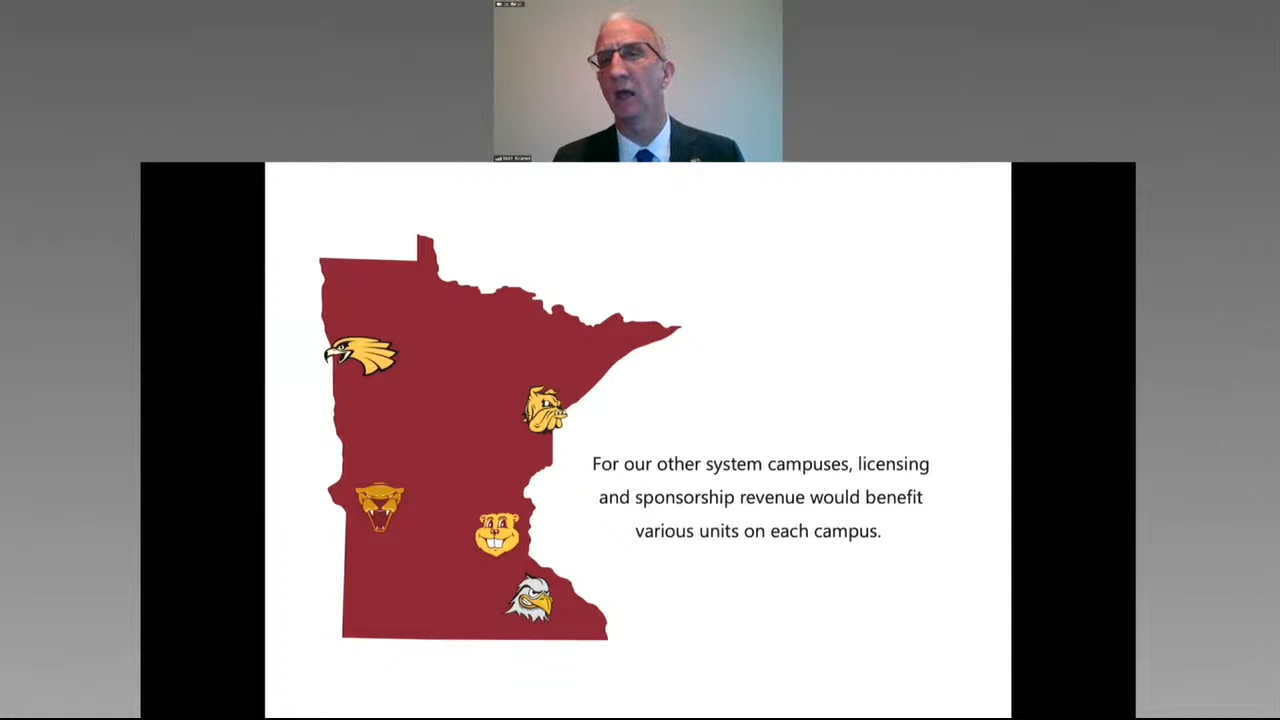 For our other system campuses, licensing
and sponsorship revenue would benefit
various units on each campus.